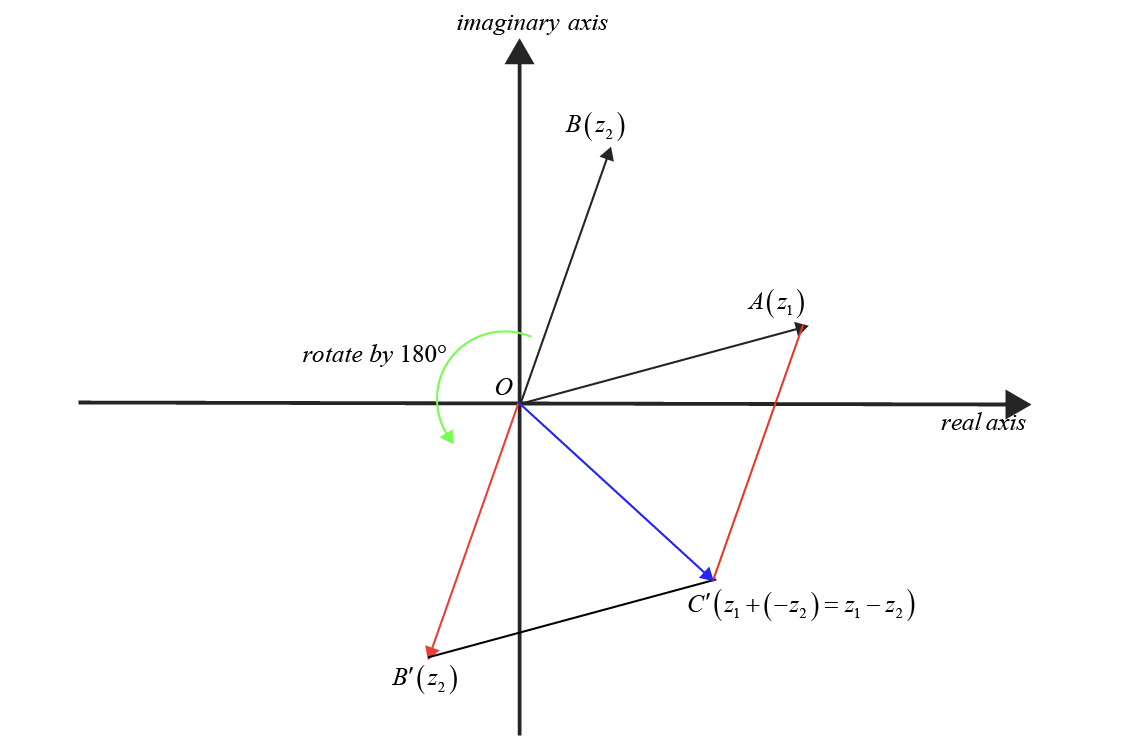 imaginary axis
B(z₂)
A(z₁)
rotate by 180°
O
real axis
C′(z₁+(−z₂)=z₁−z₂)
B′(z₂)